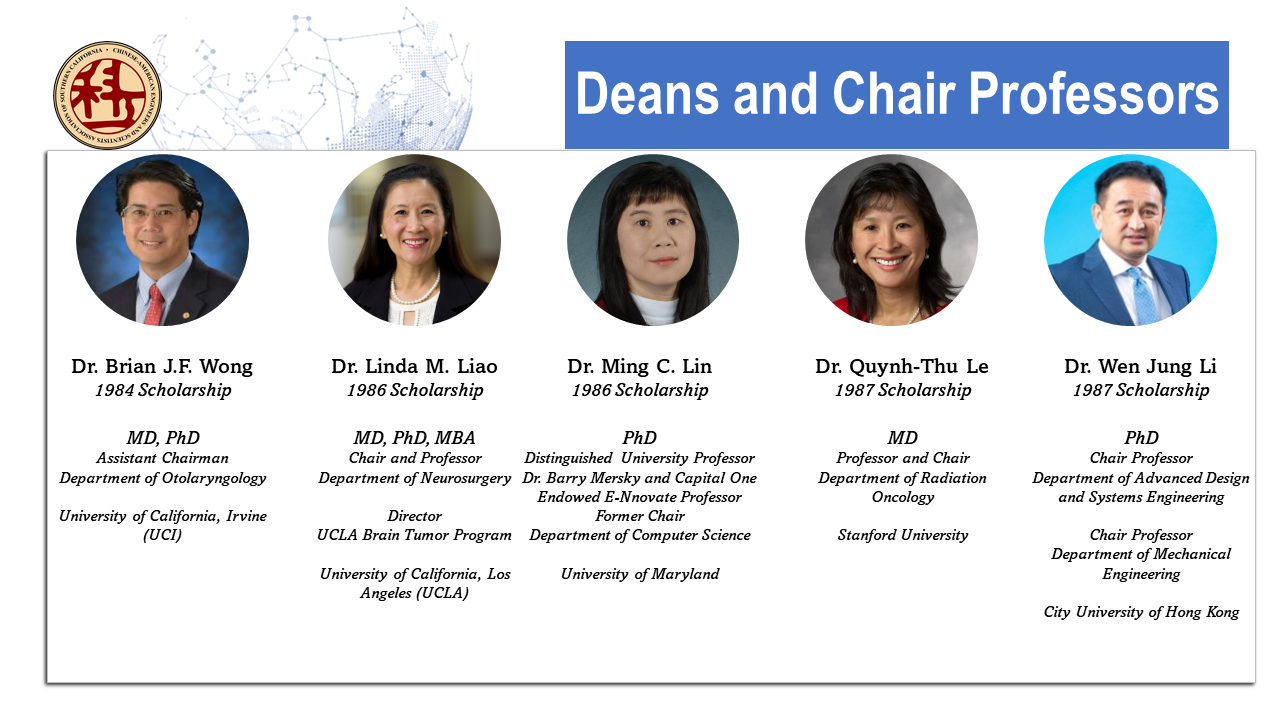 科
CHINESE-AMERICAN ENGINEERS AND SCIENTISTS ASSOCIATION OF SOUTHERN CALIFORNIA •
Deans and Chair Professors
Dr. Brian J.F. Wong
1984 Scholarship
MD, PhD
Assistant Chairman
Department of Otolaryngology
University of California, Irvine
(UCI)
Dr. Linda M. Liao
1986 Scholarship
MD, PhD, MBA
Chair and Professor
Department of Neurosurgery
Director
UCLA Brain Tumor Program
University of California, Los
Angeles (UCLA)
Dr. Ming C. Lin
1986 Scholarship
PhD
Distinguished University Professor
Dr. Barry Mersky and Capital One
Endowed E-Nnovate Professor
Former Chair
Department of Computer Science
University of Maryland
Dr. Quynh-Thu Le
1987 Scholarship
MD
Professor and Chair
Department of Radiation
Oncology
Stanford University
Dr. Wen Jung Li
1987 Scholarship
PhD
Chair Professor
Department of Advanced Design
and Systems Engineering
Chair Professor
Department of Mechanical
Engineering
City University of Hong Kong